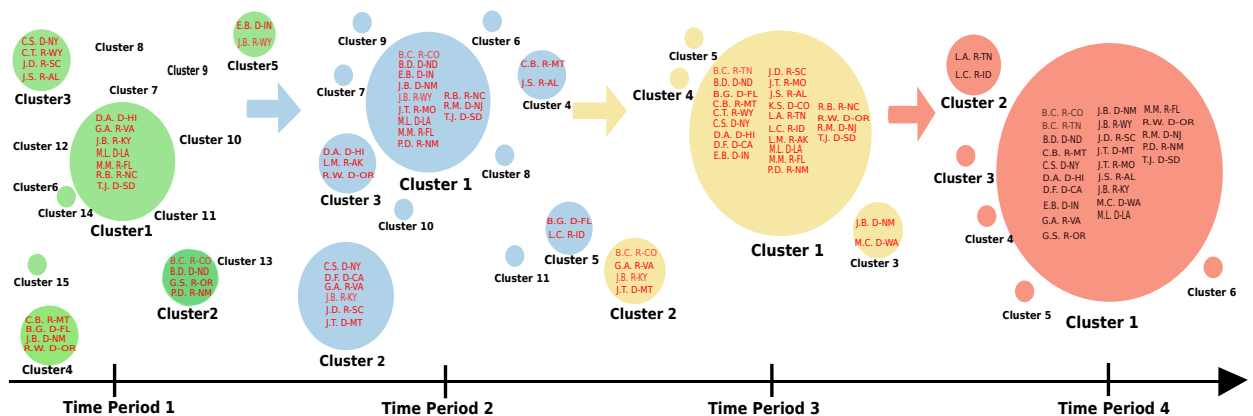 C.S. D-NY
C.T. R-WY
J.D. R-SC
J.S. R-AL
Cluster3
Cluster 8
E.B. D-IN
J.B. R-WY
Cluster5
Cluster 9
Cluster 7
D.A. D-HI
G.A. R-VA
J.B. R-KY
M.L. D-LA
M.M. R-FL
R.B. R-NC
T.J. D-SD
Cluster1
Cluster 10
Cluster 12
Cluster6
Cluster 14
Cluster 11
Cluster 15
B.C. R-CO
B.D. D-ND
G.S. R-OR
P.D. R-NM
Cluster2
Cluster 13
C.B. R-MT
B.G. D-FL
J.B. D-NM
R.W. D-OR
Cluster4
Time Period 1
Cluster 9
Cluster 6
Cluster 7
B.C. R-CO
B.D. D-ND
E.B. D-IN
J.B. D-NM
J.B. R-WY
J.T. R-MO
M.L. D-LA
M.M. R-FL
P.D. R-NM
R.B. R-NC
R.M. D-NJ
T.J. D-SD
Cluster 1
C.B. R-MT
J.S. R-AL
Cluster 4
D.A. D-HI
L.M. R-AK
R.W. D-OR
Cluster 3
Cluster 8
Cluster 10
B.G. D-FL
L.C. R-ID
Cluster 5
Cluster 11
C.S. D-NY
D.F. D-CA
G.A. R-VA
J.B. R-KY
J.D. R-SC
J.T. D-MT
Cluster 2
Time Period 2
Cluster 5
Cluster 4
B.C. R-TN
B.D. D-ND
B.G. D-FL
C.B. R-MT
C.T. R-WY
C.S. D-NY
D.A. D-HI
D.F. D-CA
E.B. D-IN
J.D. R-SC
J.T. R-MO
J.S. R-AL
K.S. D-CO
L.A. R-TN
L.C. R-ID
L.M. R-AK
M.L. D-LA
M.M. R-FL
P.D. R-NM
R.B. R-NC
R.W. D-OR
R.M. D-NJ
T.J. D-SD
Cluster 1
B.C. R-CO
G.A. R-VA
J.B. R-KY
J.T. D-MT
Cluster 2
J.B. D-NM
M.C. D-WA
Cluster 3
Time Period 3
L.A. R-TN
L.C. R-ID
Cluster 2
Cluster 3
Cluster 4
B.C. R-CO
B.C. R-TN
B.D. D-ND
C.B. R-MT
C.S. D-NY
D.A. D-HI
D.F. D-CA
E.B. D-IN
G.A. R-VA
G.S. R-OR
J.B. D-NM
J.B. R-WY
J.D. R-SC
J.T. D-MT
J.T. R-MO
J.S. R-AL
J.B. R-KY
M.C. D-WA
M.L. D-LA
M.M. R-FL
R.W. D-OR
R.M. D-NJ
P.D. R-NM
T.J. D-SD
Cluster 1
Cluster 5
Cluster 6
Time Period 4